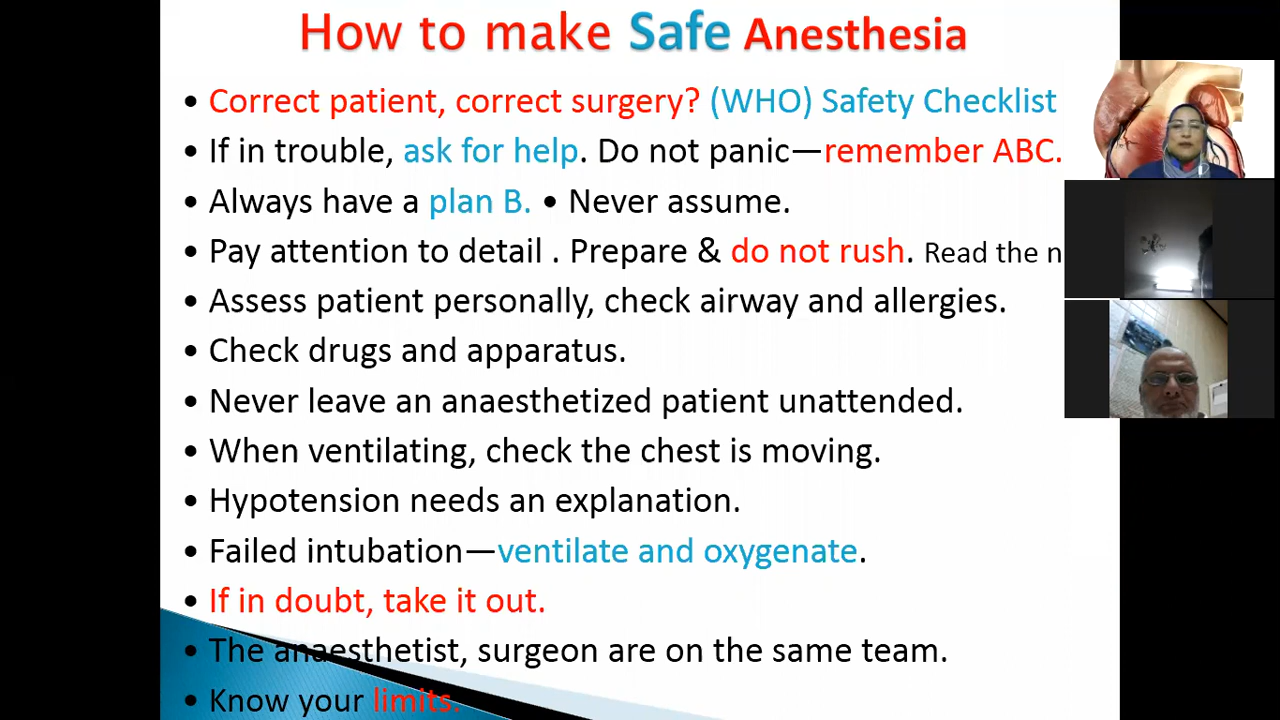 How to make Safe Anesthesia
• Correct patient, correct surgery? (WHO) Safety Checklist
• If in trouble, ask for help. Do not panic—remember ABC.
• Always have a plan B. • Never assume.
• Pay attention to detail . Prepare & do not rush. Read the n
• Assess patient personally, check airway and allergies.
• Check drugs and apparatus.
• Never leave an anaesthetized patient unattended.
• When ventilating, check the chest is moving.
• Hypotension needs an explanation.
• Failed intubation—ventilate and oxygenate.
• If in doubt, take it out.
• The anaesthetist, surgeon are on the same team.
• Know your limits.